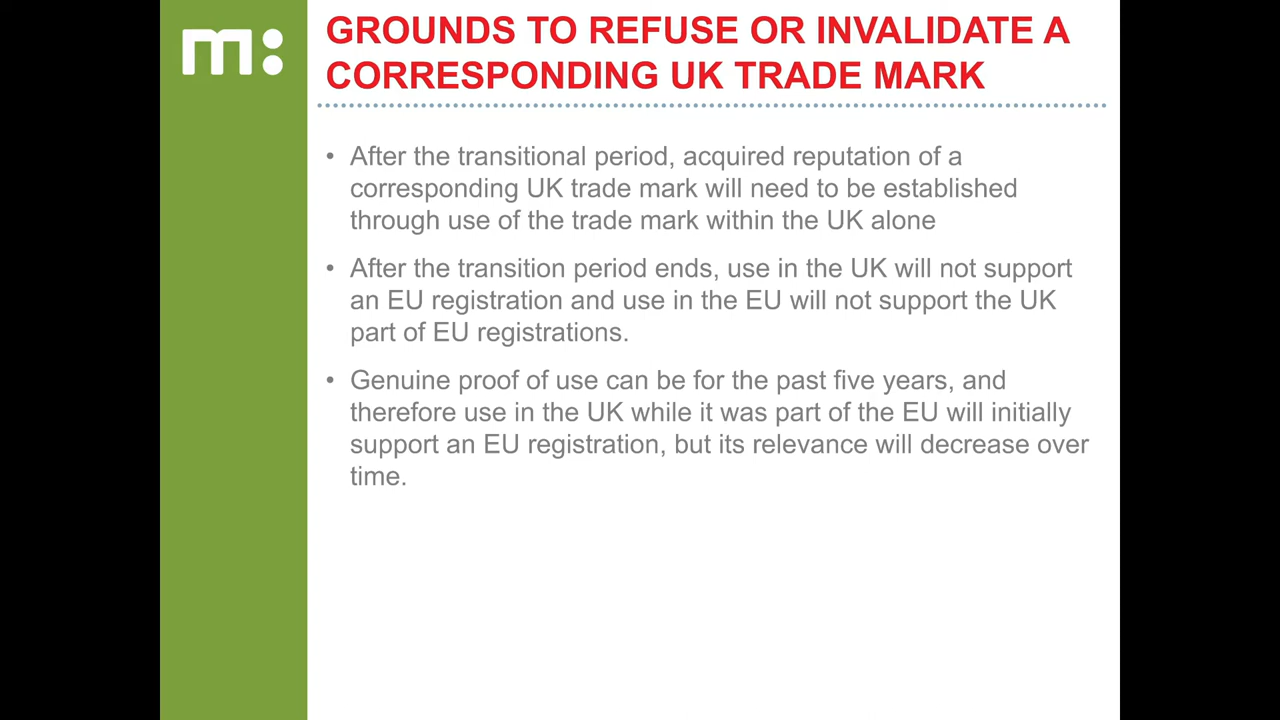 m:
GROUNDS TO REFUSE OR INVALIDATE A
CORRESPONDING UK TRADE MARK
• After the transitional period, acquired reputation of a
corresponding UK trade mark will need to be established
through use of the trade mark within the UK alone
• After the transition period ends, use in the UK will not support
an EU registration and use in the EU will not support the UK
part of EU registrations.
• Genuine proof of use can be for the past five years, and
therefore use in the UK while it was part of the EU will initially
support an EU registration, but its relevance will decrease over
time.